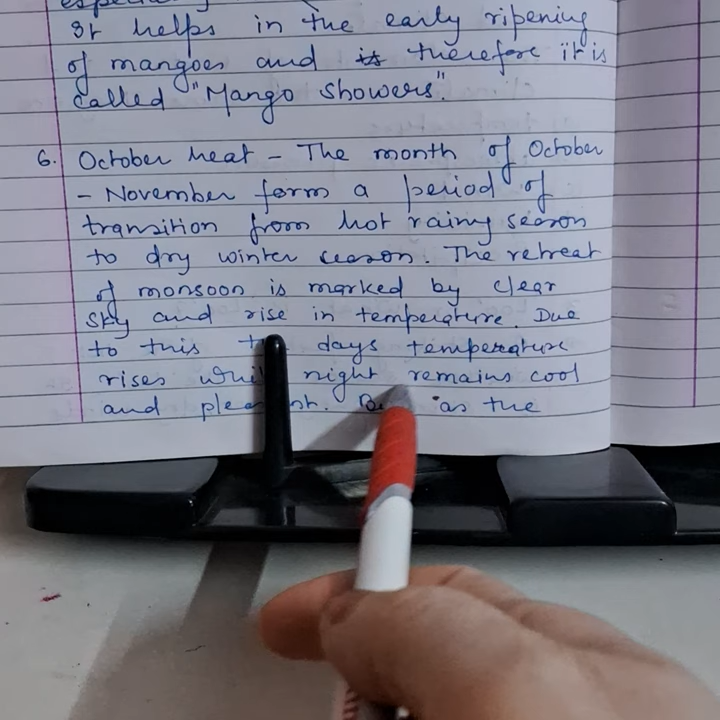 It helps in the early ripening
of mangoes and therefore it is
called "Mango showers".
6. October heat - The month of October
- November form a period of
transition from hot rainy season
to dry winter season. The retreat
of monsoon is marked by clear
sky and rise in temperature. Due
to this days temperature
rises night remains cool
and as the